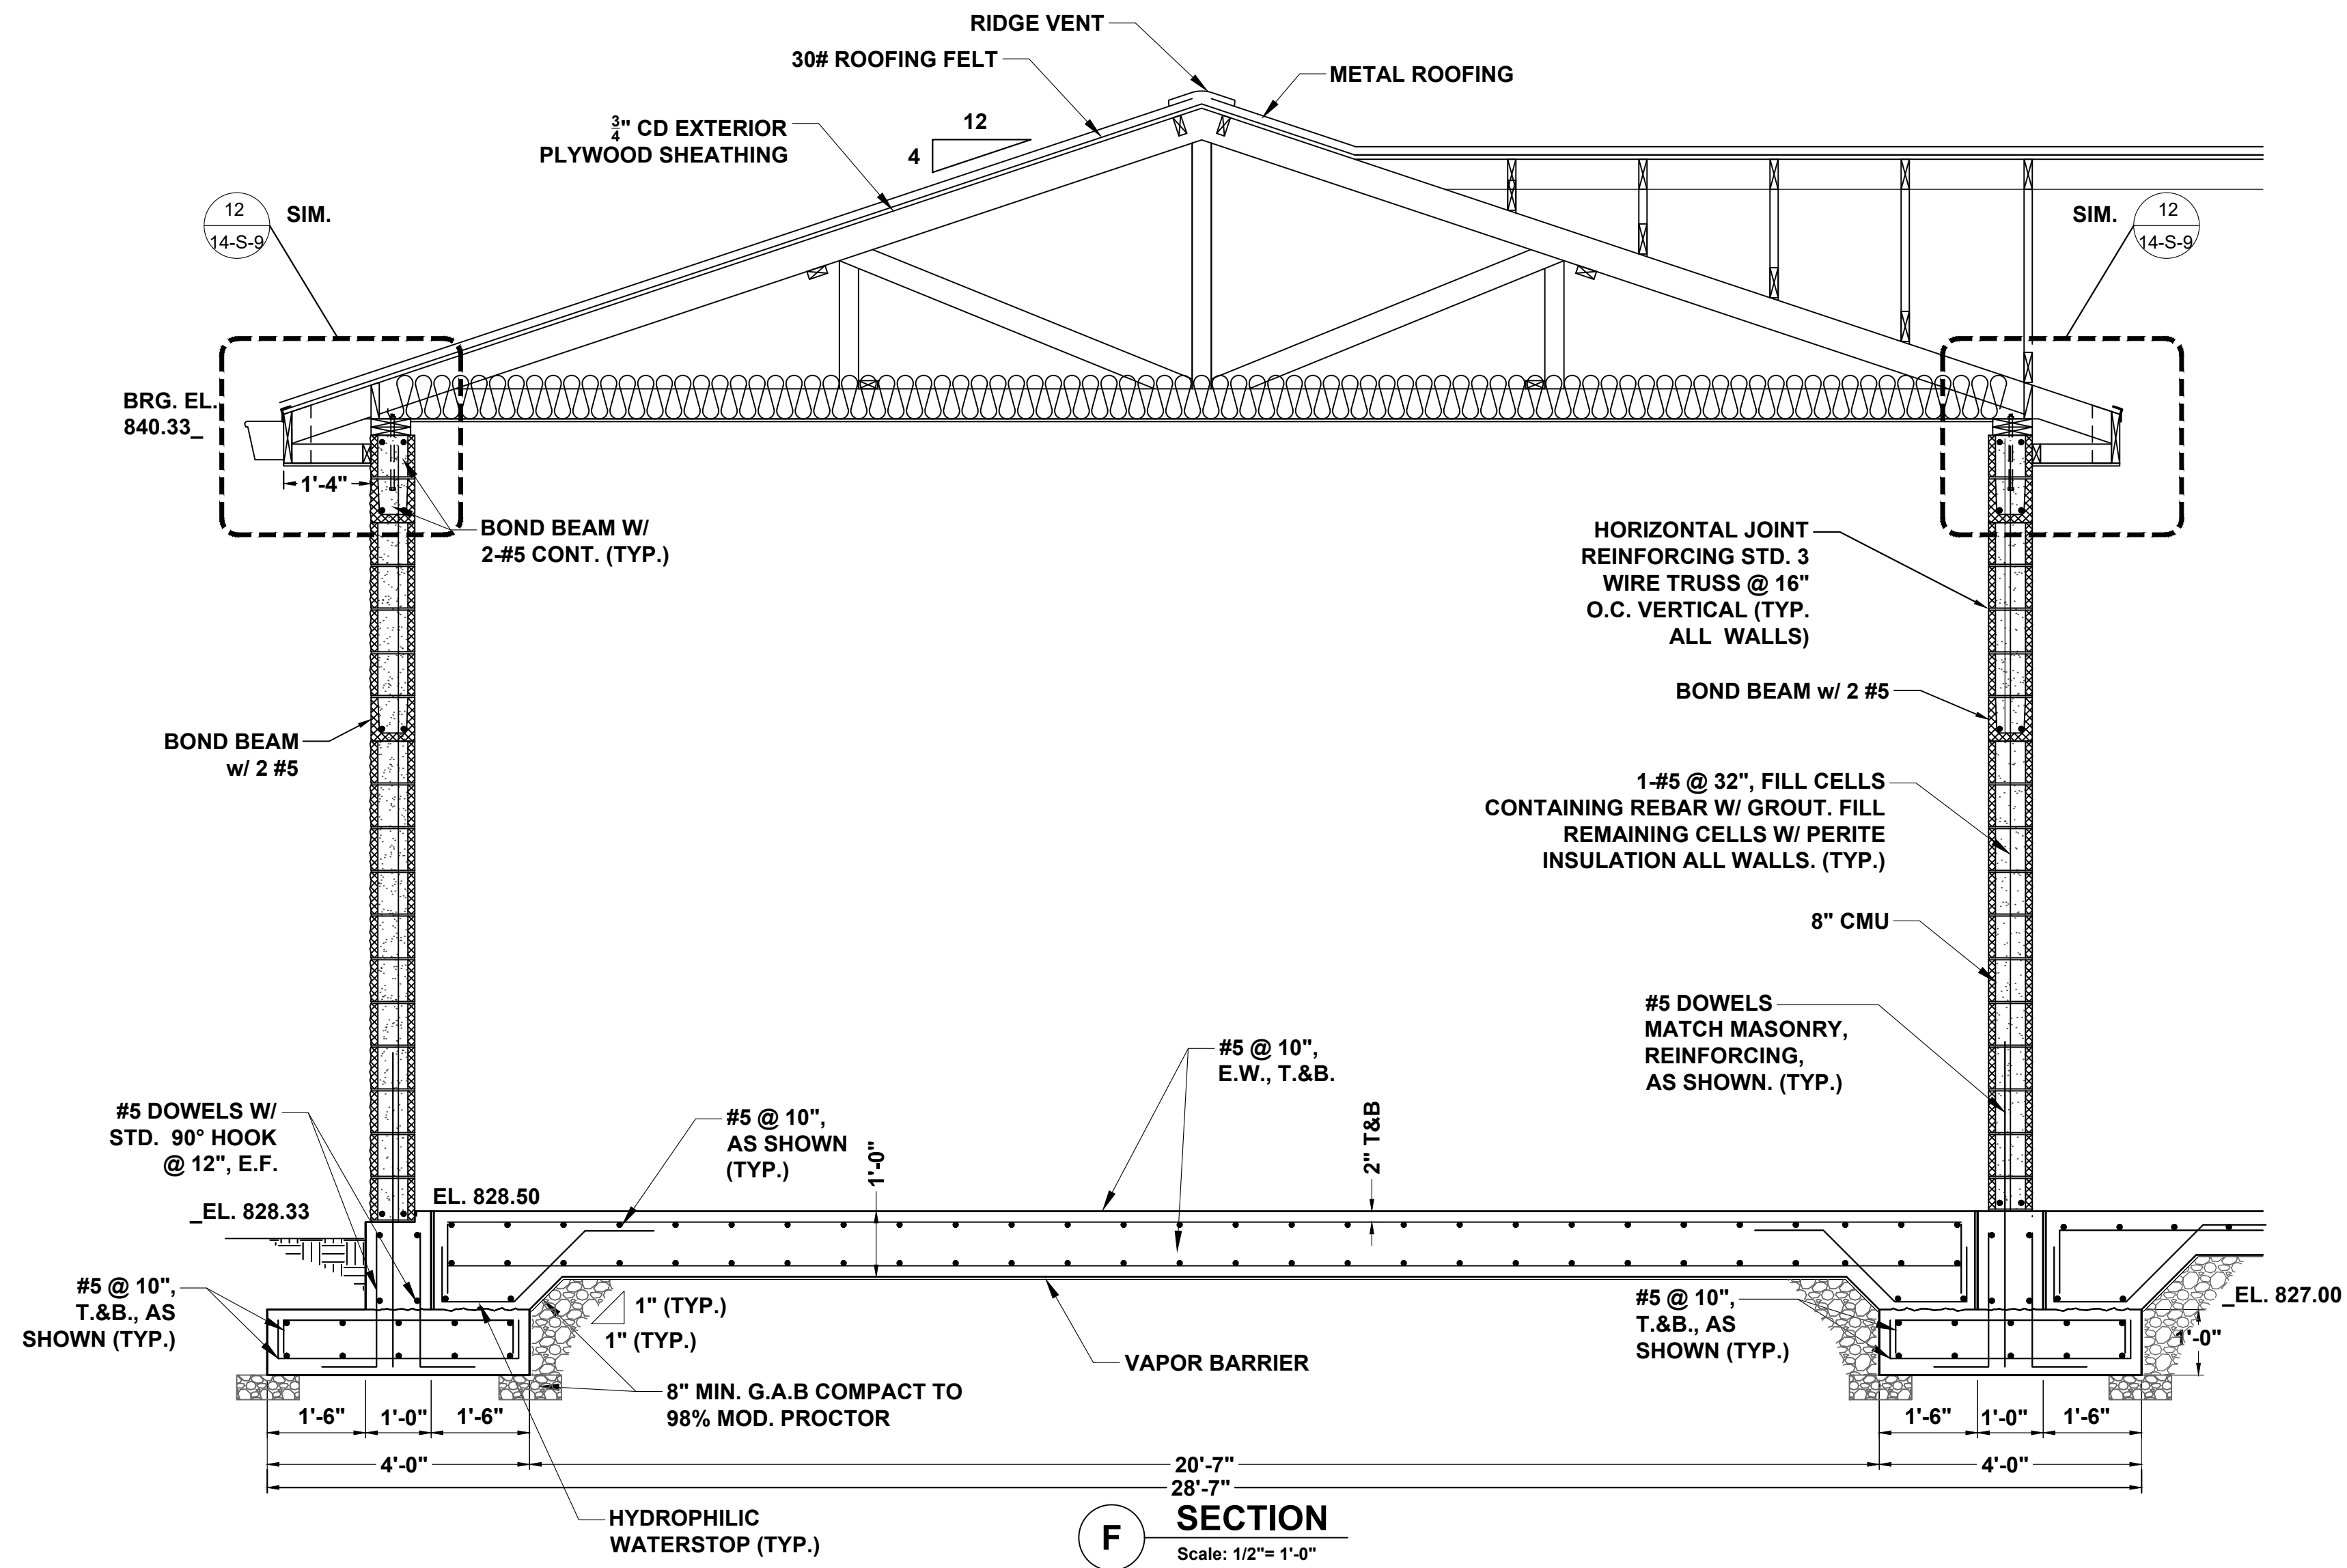 RIDGE VENT
30# ROOFING FELT
METAL ROOFING
3/4" CD EXTERIOR
PLYWOOD SHEATHING
12
4
12
14-S-9
SIM.
SIM.
12
14-S-9
BRG. EL.
840.33_
1'-4"
BOND BEAM W/
2-#5 CONT. (TYP.)
HORIZONTAL JOINT
REINFORCING STD. 3
WIRE TRUSS @ 16"
O.C. VERTICAL (TYP.
ALL WALLS)
BOND BEAM
w/ 2 #5
BOND BEAM w/ 2 #5
1-#5 @ 32", FILL CELLS
CONTAINING REBAR W/ GROUT. FILL
REMAINING CELLS W/ PERITE
INSULATION ALL WALLS. (TYP.)
8" CMU
#5 DOWELS
MATCH MASONRY,
REINFORCING,
AS SHOWN. (TYP.)
#5 DOWELS W/
STD. 90° HOOK
@ 12", E.F.
#5 @ 10",
AS SHOWN
(TYP.)
1'-0"
#5 @ 10",
E.W., T.&B.
2" T&B
_EL. 828.33
EL. 828.50
#5 @ 10",
T.&B., AS
SHOWN (TYP.)
1" (TYP.)
1" (TYP.)
8" MIN. G.A.B COMPACT TO
98% MOD. PROCTOR
VAPOR BARRIER
#5 @ 10",
T.&B., AS
SHOWN (TYP.)
_EL. 827.00
1'-0"
1'-6" 1'-0" 1'-6"
1'-6" 1'-0" 1'-6"
4'-0" 20'-7" 4'-0"
28'-7"
HYDROPHILIC
WATERSTOP (TYP.)
F SECTION
Scale: 1/2"= 1'-0"